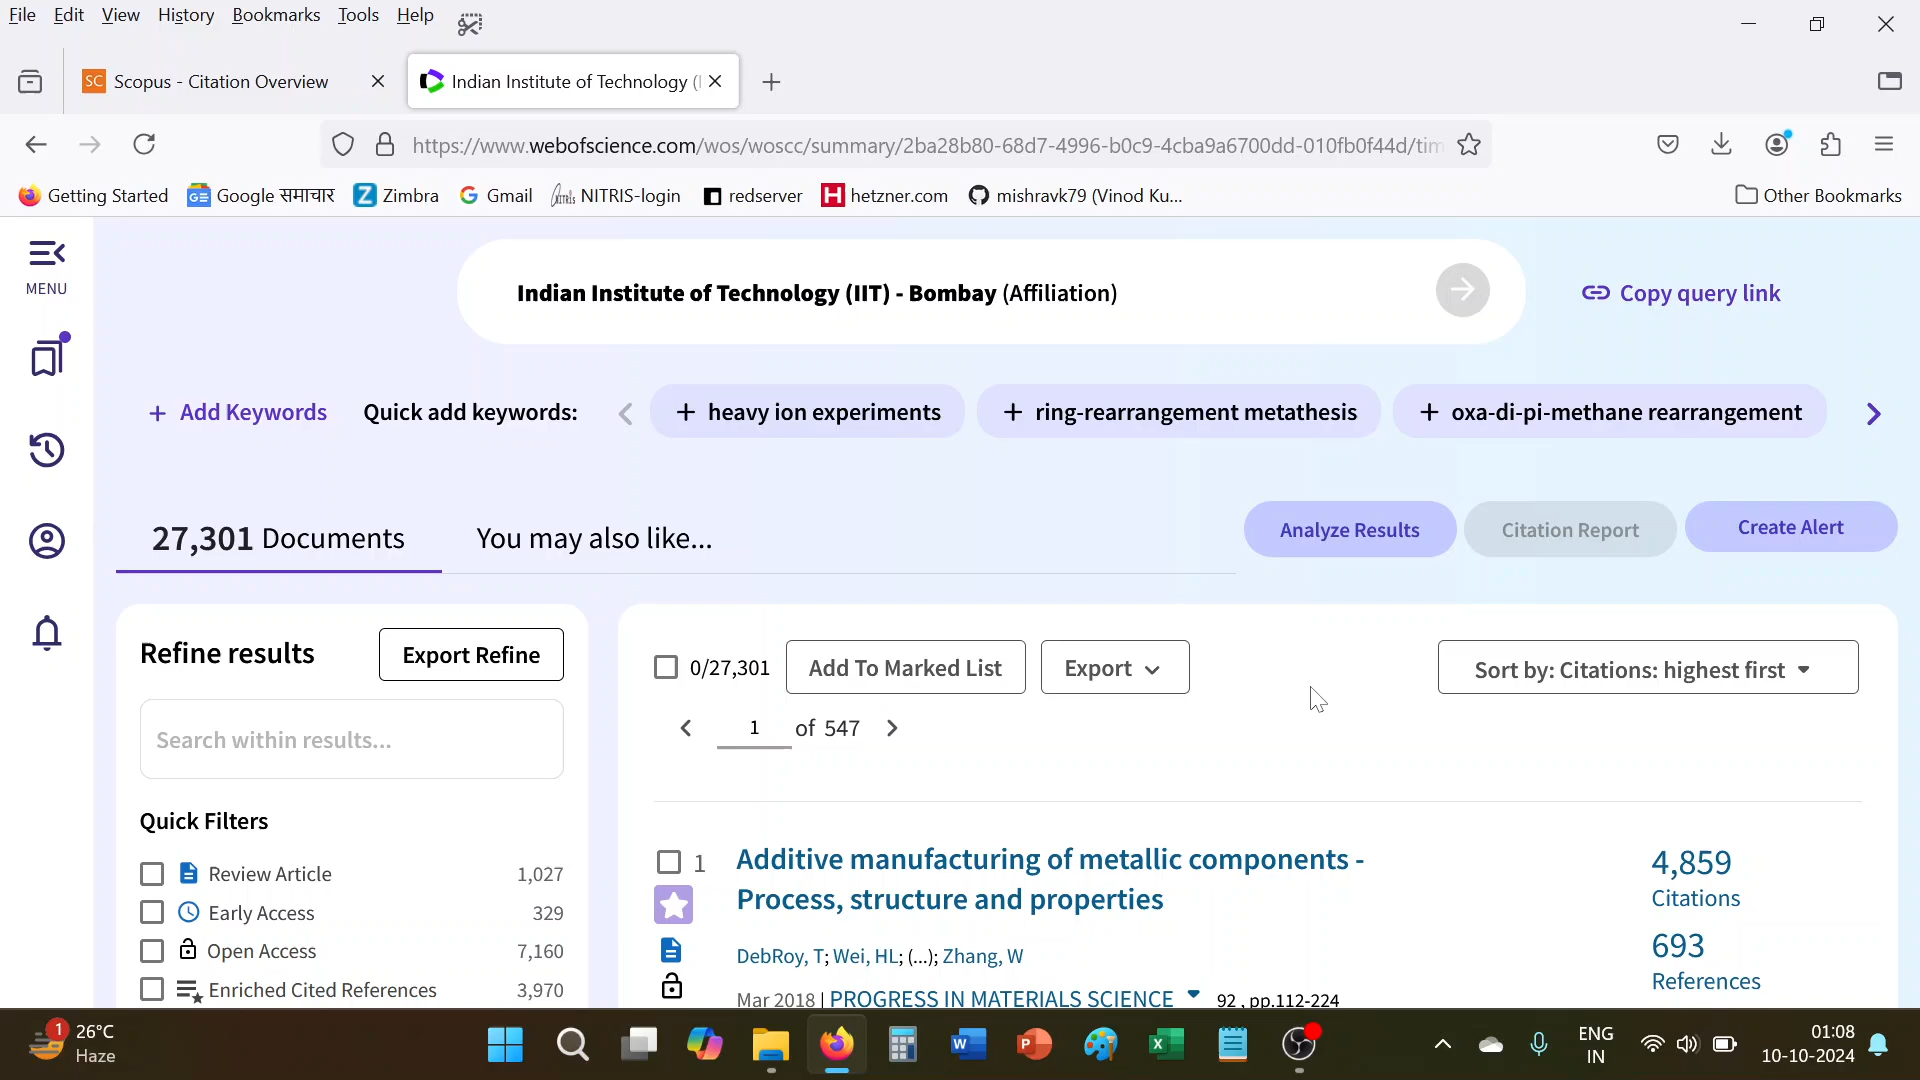 File Edit View History Bookmarks Tools Help
SC Scopus - Citation Overview Indian Institute of Technology (
https://www.webofscience.com/wos/woscc/summary/2ba28b80-68d7-4996-b0c9-4cba9a6700dd-010fb0f44d/tim
Getting Started Google समाचार Zimbra Gmail NITRIS-login redserver hetzner.com mishravk79 (Vinod Ku... Other Bookmarks
MENU
Indian Institute of Technology (IIT) - Bombay (Affiliation)
Copy query link
+ Add Keywords Quick add keywords: + heavy ion experiments + ring-rearrangement metathesis + oxa-di-pi-methane rearrangement
27,301 Documents You may also like... Analyze Results Citation Report Create Alert
Refine results Export Refine
0/27,301 Add To Marked List Export Sort by: Citations: highest first
1 of 547
Search within results...
Quick Filters
Review Article 1,027
Early Access 329
Open Access 7,160
Enriched Cited References 3,970
1 Additive manufacturing of metallic components -
Process, structure and properties
DebRoy, T; Wei, HL; (...); Zhang, W
Mar 2018 | PROGRESS IN MATERIALS SCIENCE 92 , pp.112-224
4,859
Citations
693
References
1 26°C
Haze
ENG
IN
01:08
10-10-2024